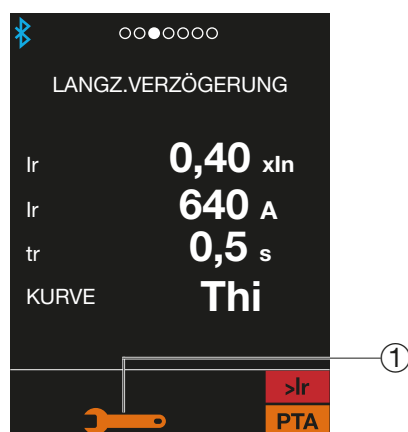 LANGZ.VERZÖGERUNG
Ir 0,40 xIn
Ir 640 A
tr 0,5 s
KURVE Thi
1
>Ir
PTA